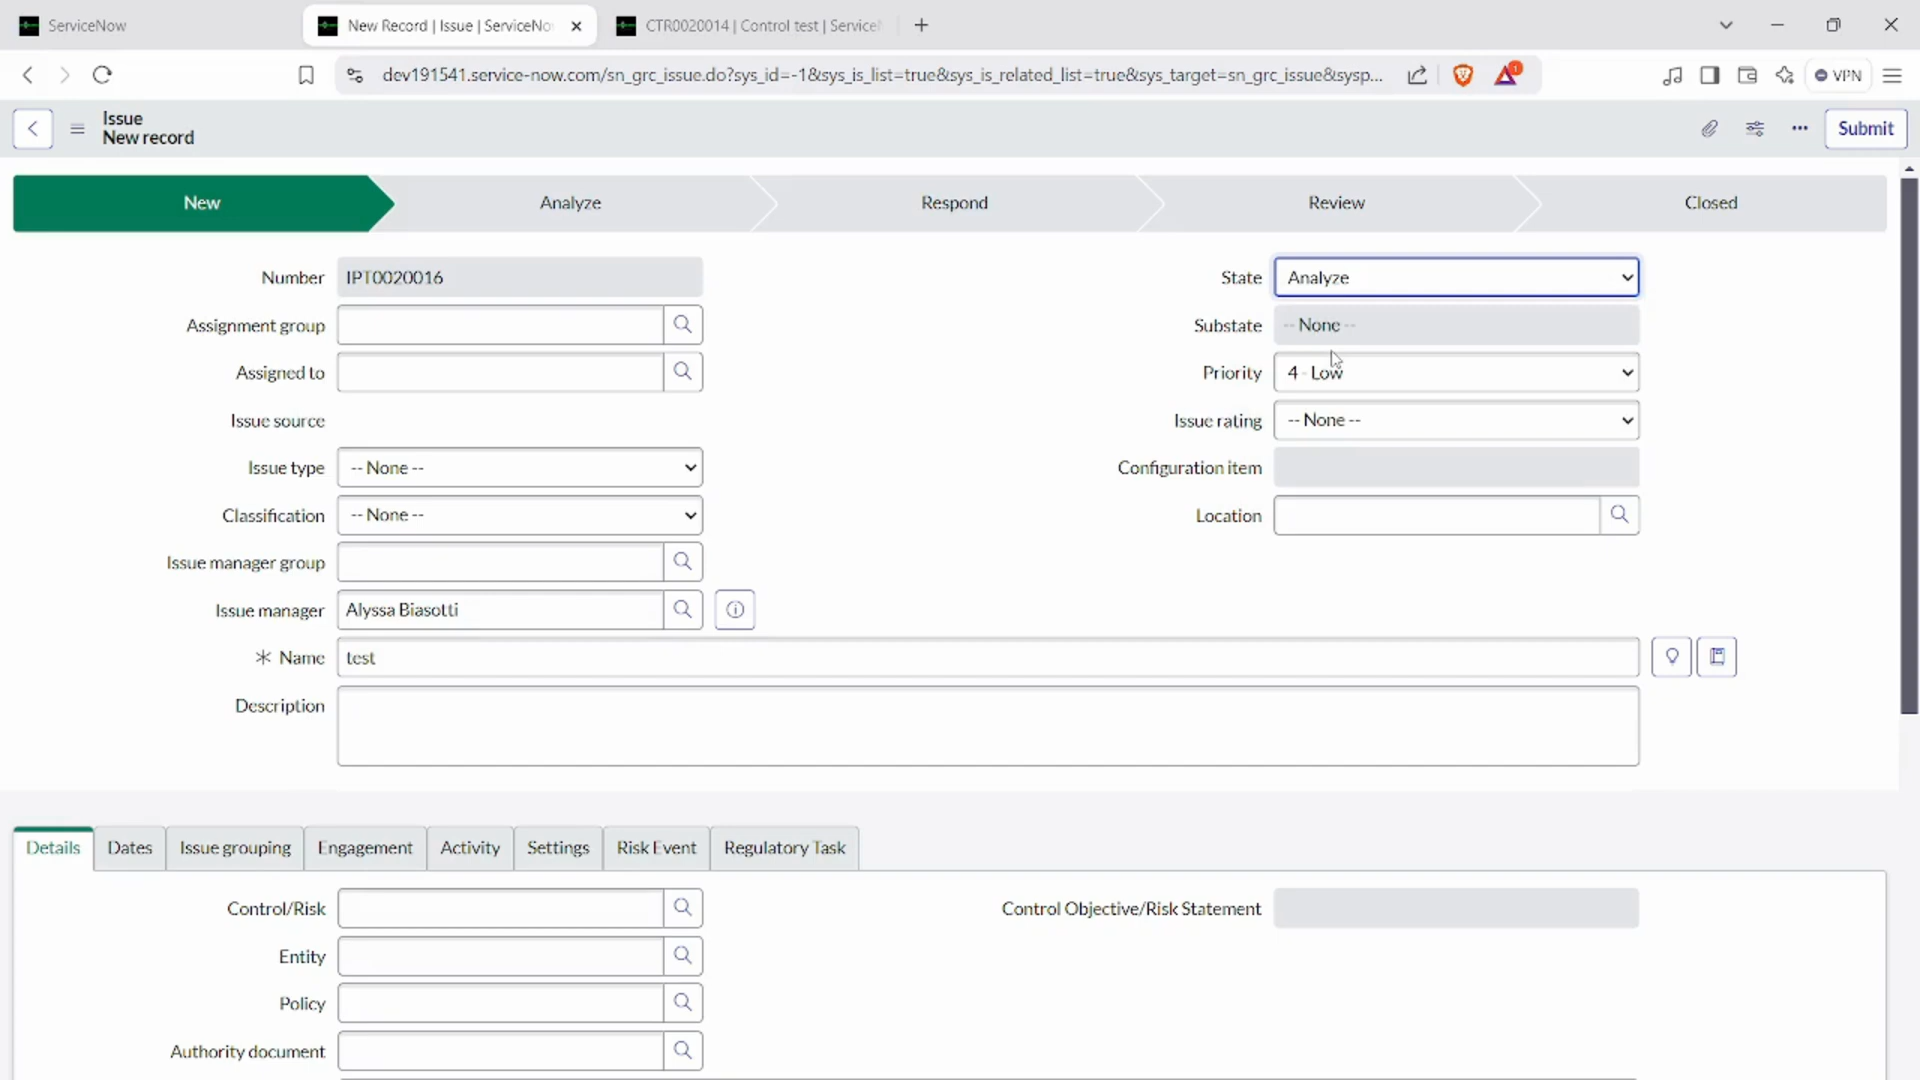 ServiceNow
New Record | Issue | ServiceNo
CTR0020014 | Control test | Service
dev191541.service-now.com/sn_grc_issue.do?sys_id=-1&sys_is_list=true&sys_is_related_list=true&sys_target=sn_grc_issue&sysp...
1
VPN
Issue
New record
Submit
New
Analyze
Respond
Review
Closed
Number
IPT0020016
State
Analyze
Assignment group
Substate
-- None --
Assigned to
Priority
4 - Low
Issue source
Issue rating
-- None --
Issue type
-- None --
Configuration item
Classification
-- None --
Location
Issue manager group
Issue manager
Alyssa Biasotti
Name
test
Description
Details
Dates
Issue grouping
Engagement
Activity
Settings
Risk Event
Regulatory Task
Control/Risk
Control Objective/Risk Statement
Entity
Policy
Authority document